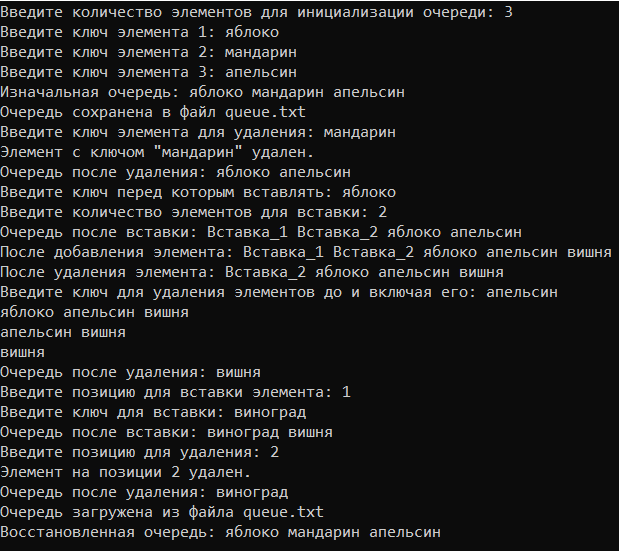 Введите количество элементов для инициализации очереди: 3
Введите ключ элемента 1: яблоко
Введите ключ элемента 2: мандарин
Введите ключ элемента 3: апельсин
Изначальная очередь: яблоко мандарин апельсин
Очередь сохранена в файл queue.txt
Введите ключ элемента для удаления: мандарин
Элемент с ключом "мандарин" удален.
Очередь после удаления: яблоко апельсин
Введите ключ перед которым вставлять: яблоко
Введите количество элементов для вставки: 2
Очередь после вставки: Вставка_1 Вставка_2 яблоко апельсин
После добавления элемента: Вставка_1 Вставка_2 яблоко апельсин вишня
После удаления элемента: Вставка_2 яблоко апельсин вишня
Введите ключ для удаления элементов до и включая его: апельсин
яблоко апельсин вишня
апельсин вишня
вишня
Очередь после удаления: вишня
Введите позицию для вставки элемента: 1
Введите ключ для вставки: виноград
Очередь после вставки: виноград вишня
Введите позицию для удаления: 2
Элемент на позиции 2 удален.
Очередь после удаления: виноград
Очередь загружена из файла queue.txt
Восстановленная очередь: яблоко мандарин апельсин